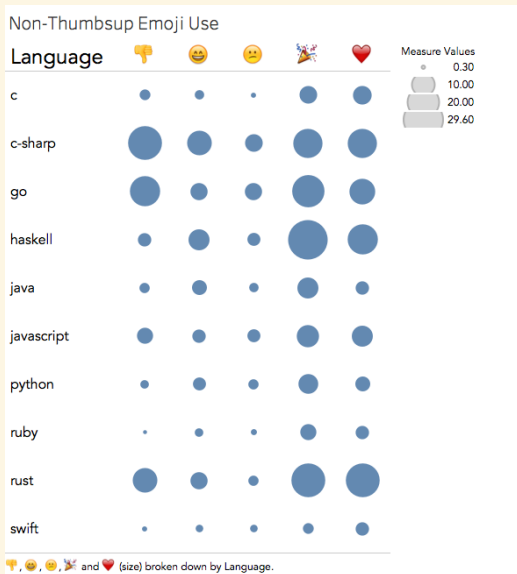 Non-Thumbsup Emoji Use
Language 👎 😄 😕 🎉 ❤️
Measure Values
0.30
10.00
20.00
29.60
c
c-sharp
go
haskell
java
javascript
python
ruby
rust
swift
👎, 😄, 😕, 🎉 and ❤️ (size) broken down by Language.